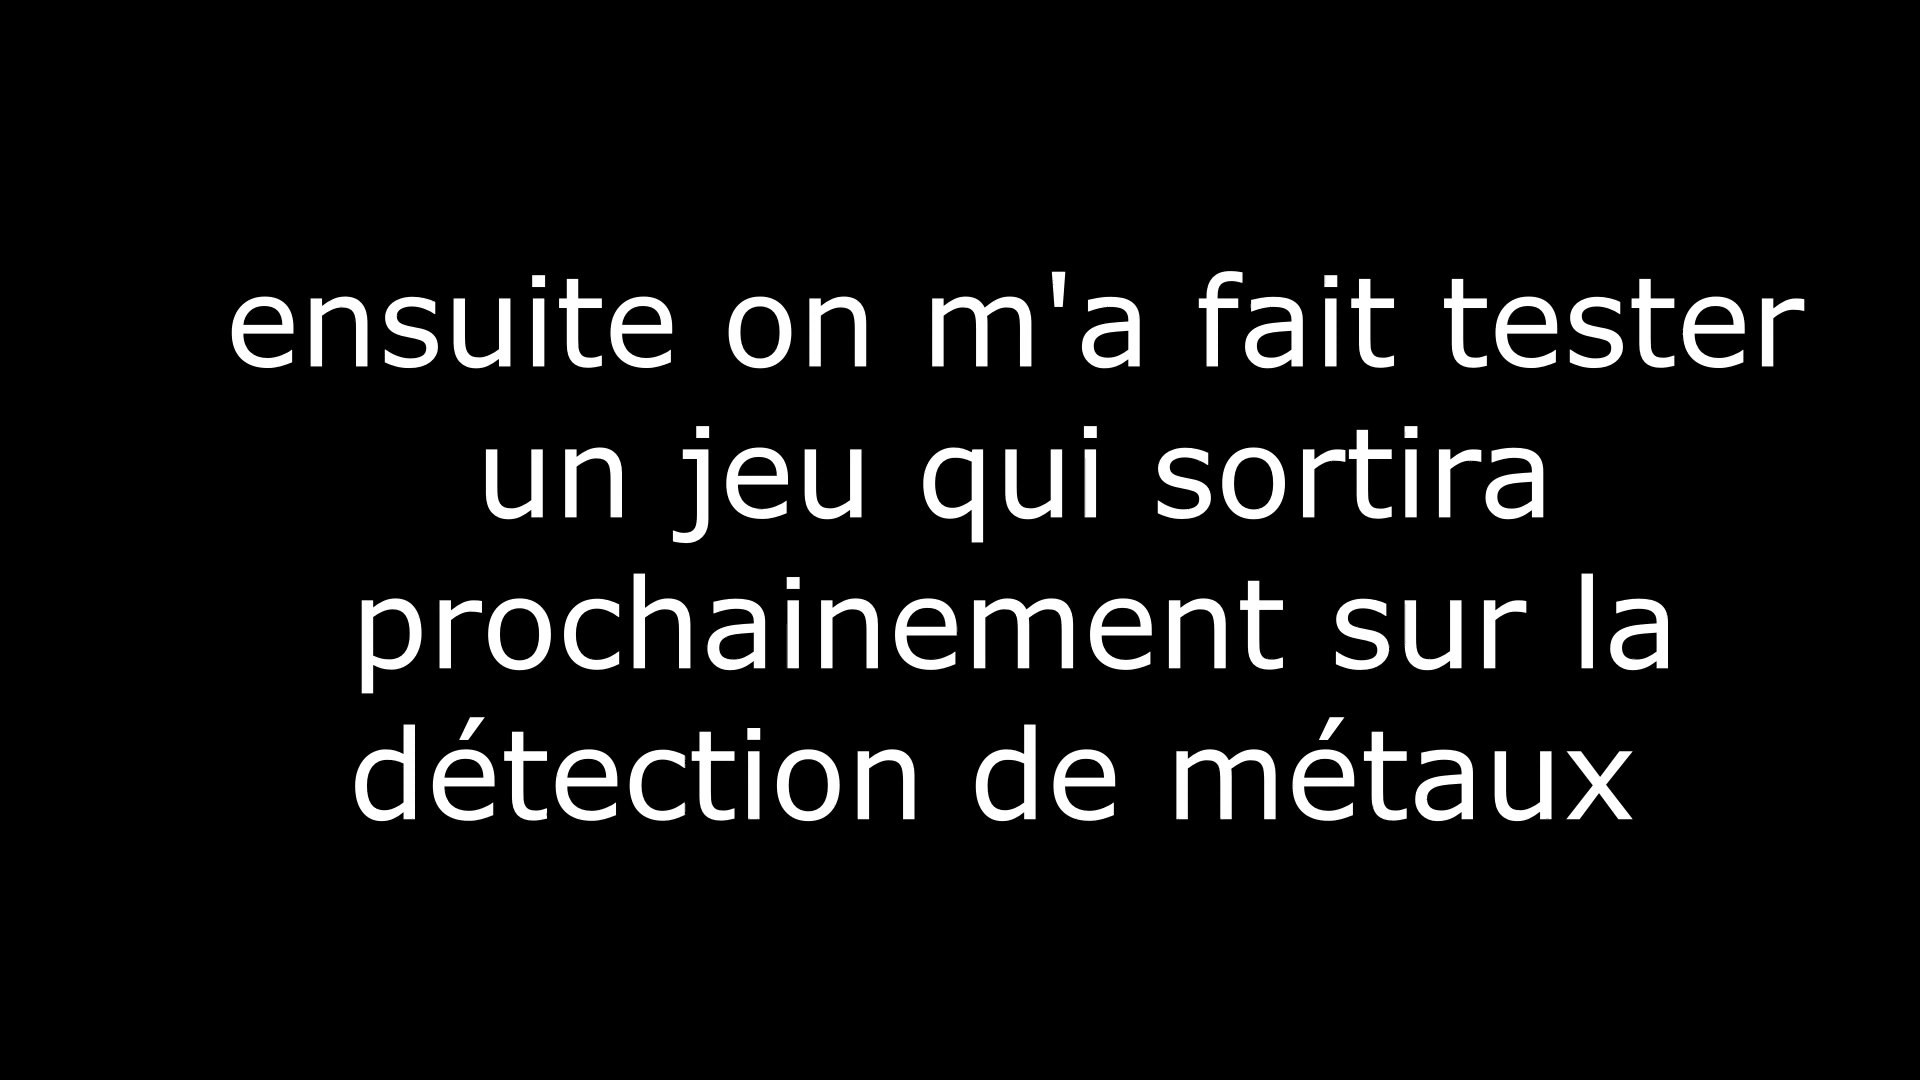 ensuite on m'a fait tester
un jeu qui sortira
prochainement sur la
détection de métaux